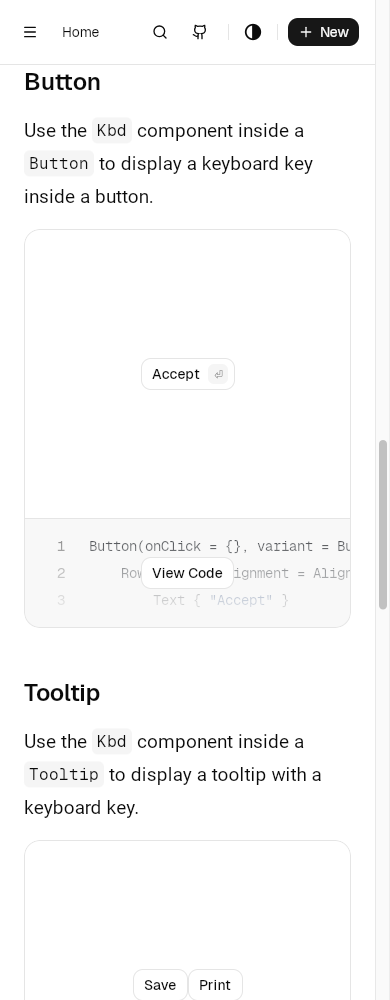 Home
New
Button
Use the Kbd component inside a
Button to display a keyboard key
inside a button.
Accept ⏎
1 Button(onClick = {}, variant = Bu
2 Row ignment = Align
View Code
3 Text { "Accept" }
Tooltip
Use the Kbd component inside a
Tooltip to display a tooltip with a
keyboard key.
Save Print